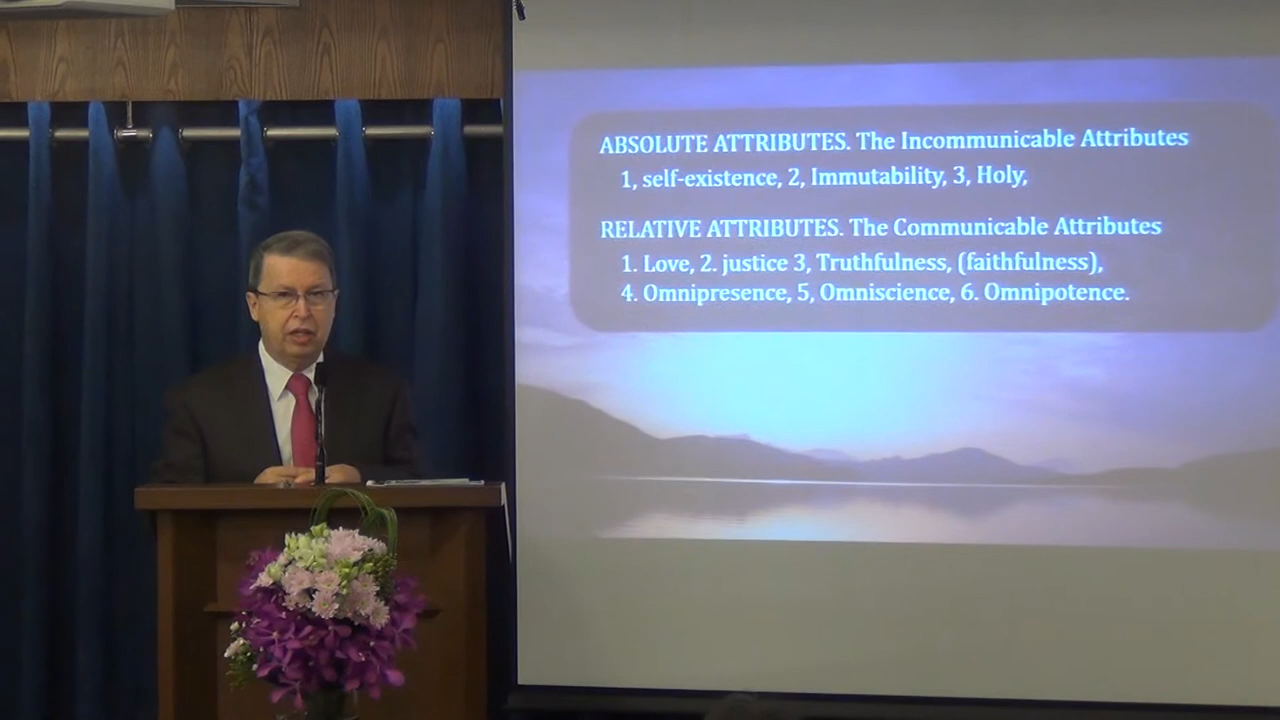 ABSOLUTE ATTRIBUTES. The Incommunicable Attributes
1, self-existence, 2, Immutability, 3, Holy,
RELATIVE ATTRIBUTES. The Communicable Attributes
1. Love, 2. justice 3, Truthfulness, (faithfulness),
4. Omnipresence, 5, Omniscience, 6. Omnipotence.